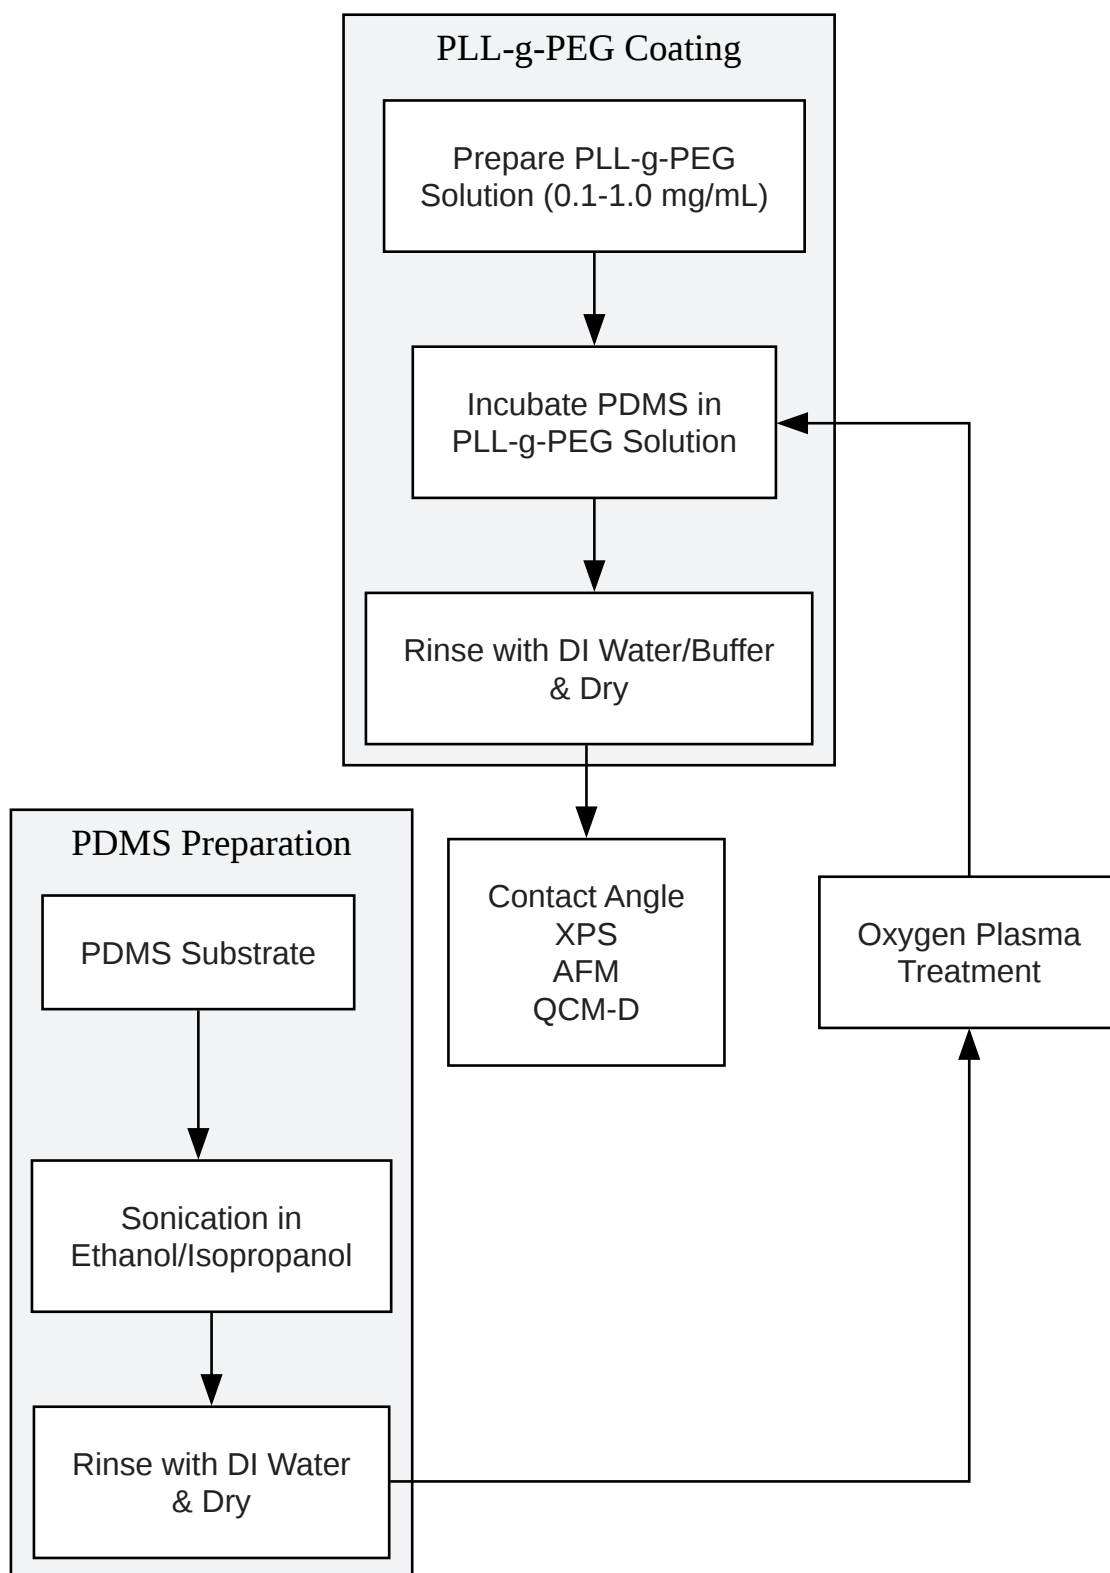 PLL-g-PEG Coating
Prepare PLL-g-PEG
Solution (0.1-1.0 mg/mL)
Incubate PDMS in
PLL-g-PEG Solution
Rinse with DI Water/Buffer
& Dry
PDMS Preparation
PDMS Substrate
Sonication in
Ethanol/Isopropanol
Rinse with DI Water
& Dry
Contact Angle
XPS
AFM
QCM-D
Oxygen Plasma
Treatment